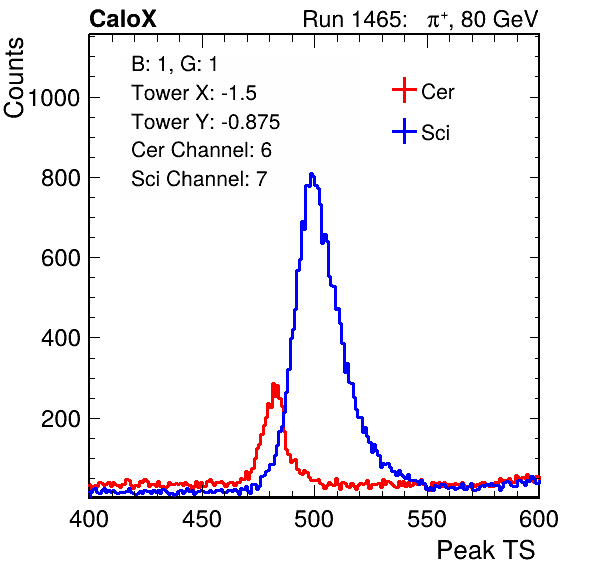 CaloX Run 1465: π⁺, 80 GeV
Counts
B: 1, G: 1
Tower X: -1.5
Tower Y: -0.875
Cer Channel: 6
Sci Channel: 7
Cer
Sci
1000
800
600
400
200
400 450 500 550 600
Peak TS